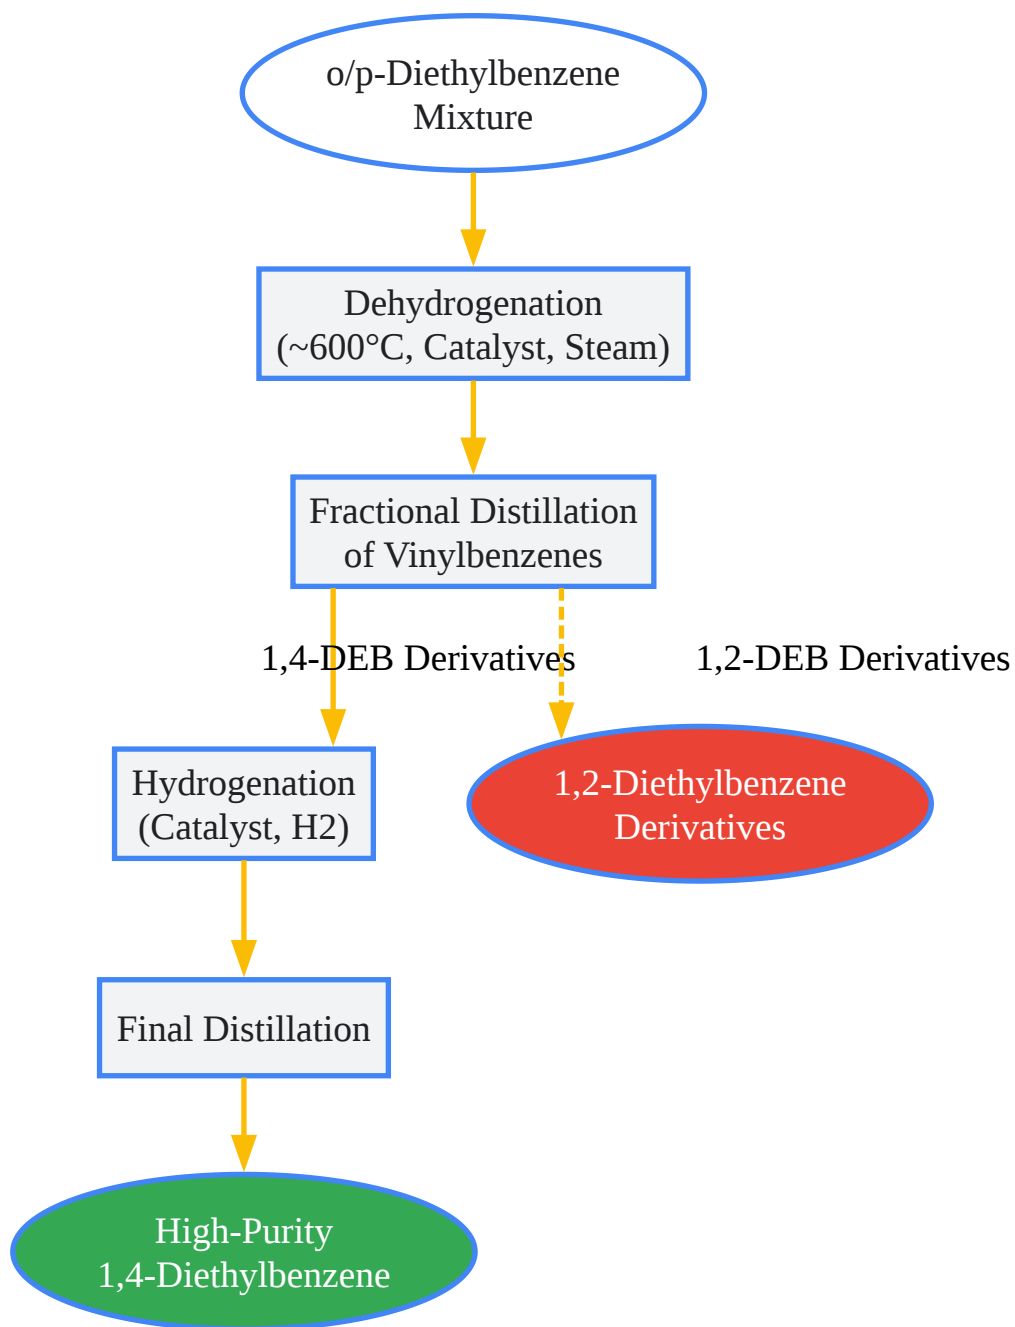 o/p-Diethylbenzene
Mixture
Dehydrogenation
(~600°C, Catalyst, Steam)
Fractional Distillation
of Vinylbenzenes
1,4-DEB Derivatives
1,2-DEB Derivatives
Hydrogenation
(Catalyst, H2)
1,2-Diethylbenzene
Derivatives
Final Distillation
High-Purity
1,4-Diethylbenzene